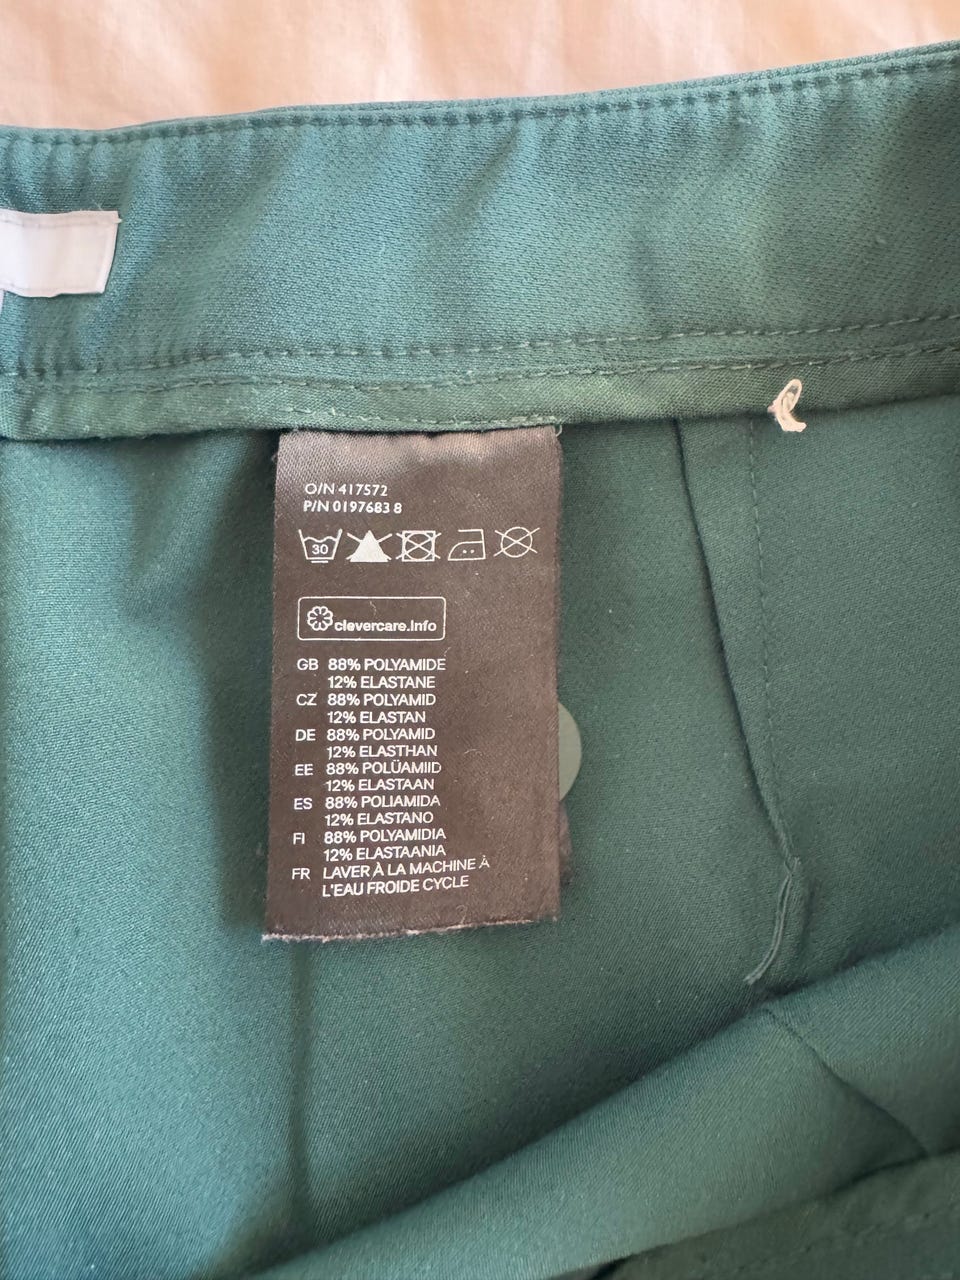 O/N 417572
P/N 0197683 8
30
clevercare.info
GB 88% POLYAMIDE
12% ELASTANE
CZ 88% POLYAMID
12% ELASTAN
DE 88% POLYAMID
12% ELASTHAN
EE 88% POLÜAMIID
12% ELASTAAN
ES 88% POLIAMIDA
12% ELASTANO
FI 88% POLYAMIDIA
12% ELASTAANIA
FR LAVER À LA MACHINE À
L'EAU FROIDE CYCLE